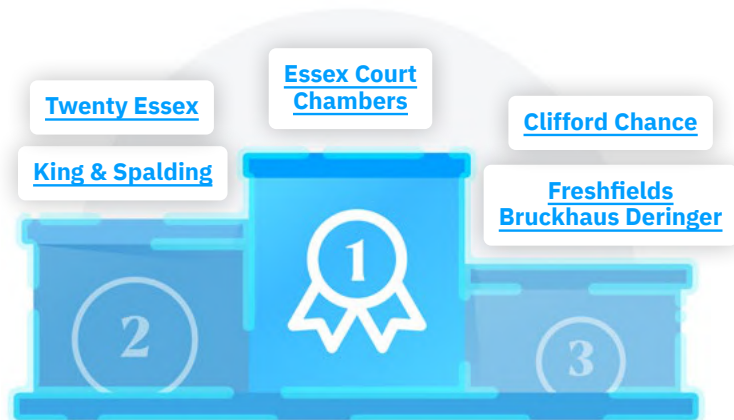 Essex Court
Chambers
Twenty Essex
King & Spalding
Clifford Chance
Freshfields
Bruckhaus Deringer
1
2
3